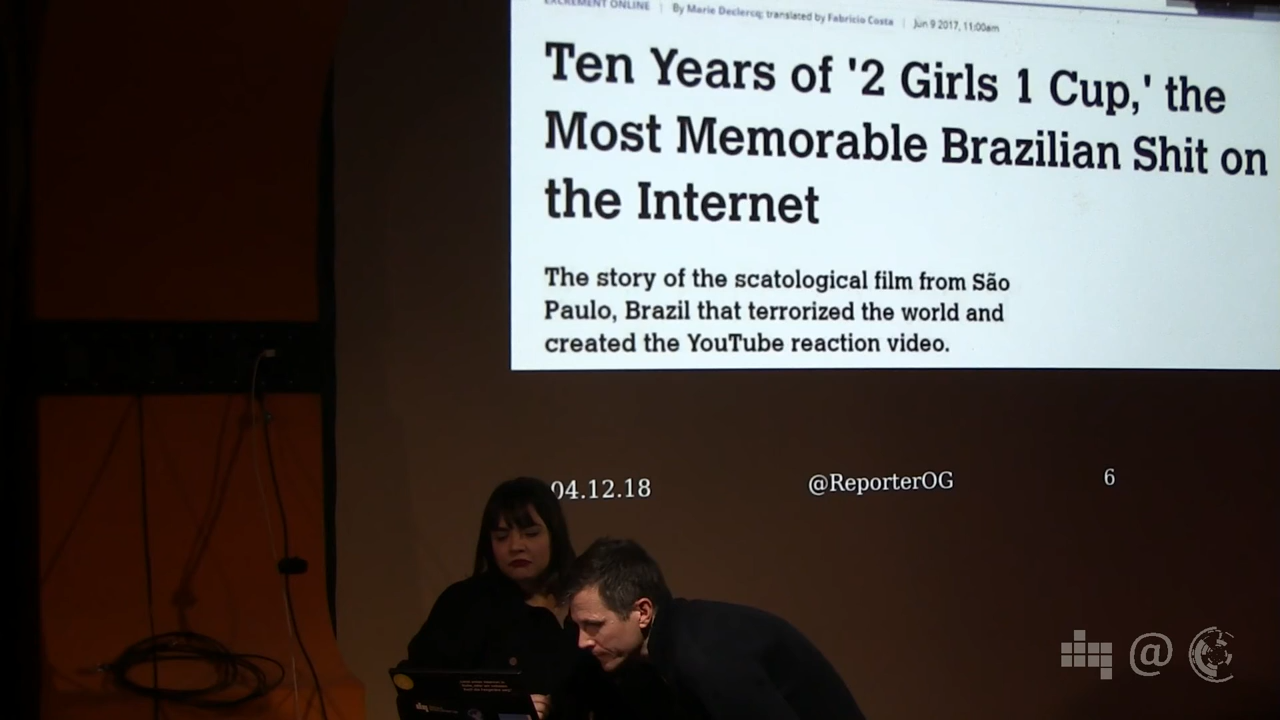 EXCREMENT ONLINE | By Marie Declercq; translated by Fabricio Costa | Jun 9 2017, 11:00am
Ten Years of '2 Girls 1 Cup,' the
Most Memorable Brazilian Shit on
the Internet
The story of the scatological film from São
Paulo, Brazil that terrorized the world and
created the YouTube reaction video.
04.12.18 @ReporterOG 6
@